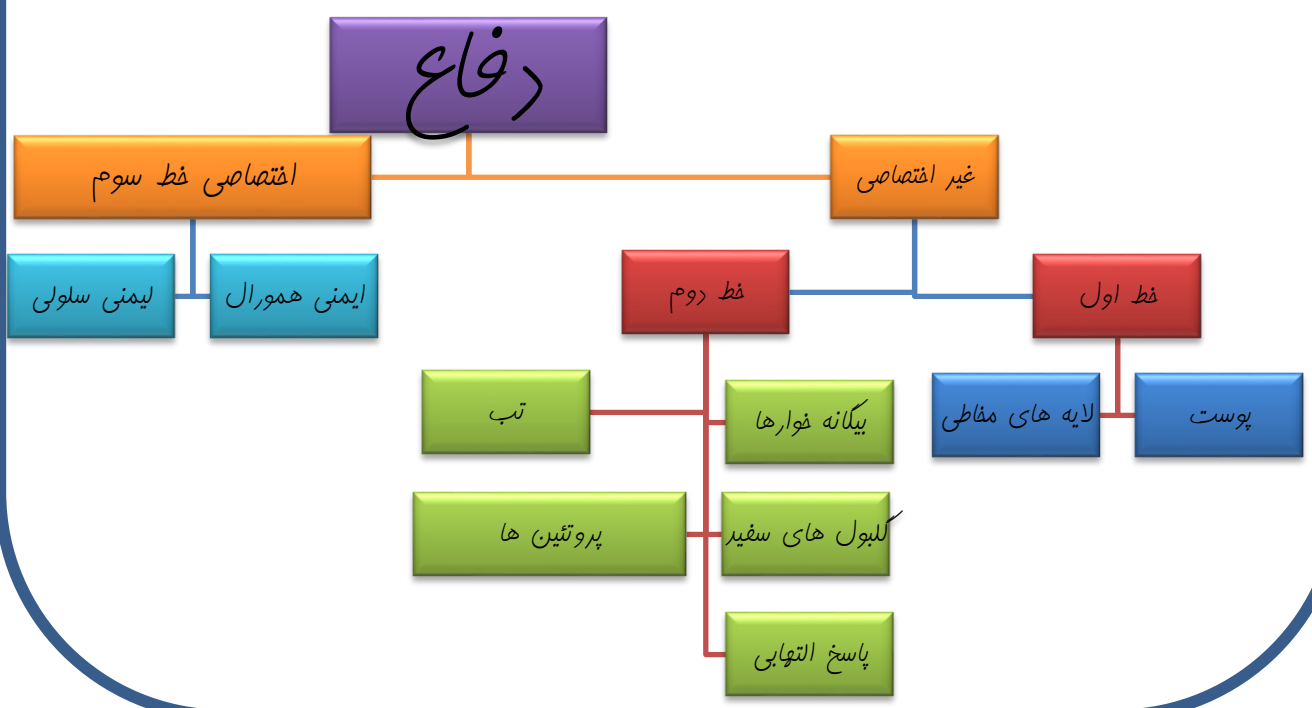 دفاع
غیر اختصاصی
اختصاصی خط سوم
خط اول
خط دوم
ایمنی همورال
لیمنی سلولی
پوست
لایه های مخاطی
بیگانه خوارها
تب
گلبول های سفیر
پروتئین ها
پاسخ التهابی